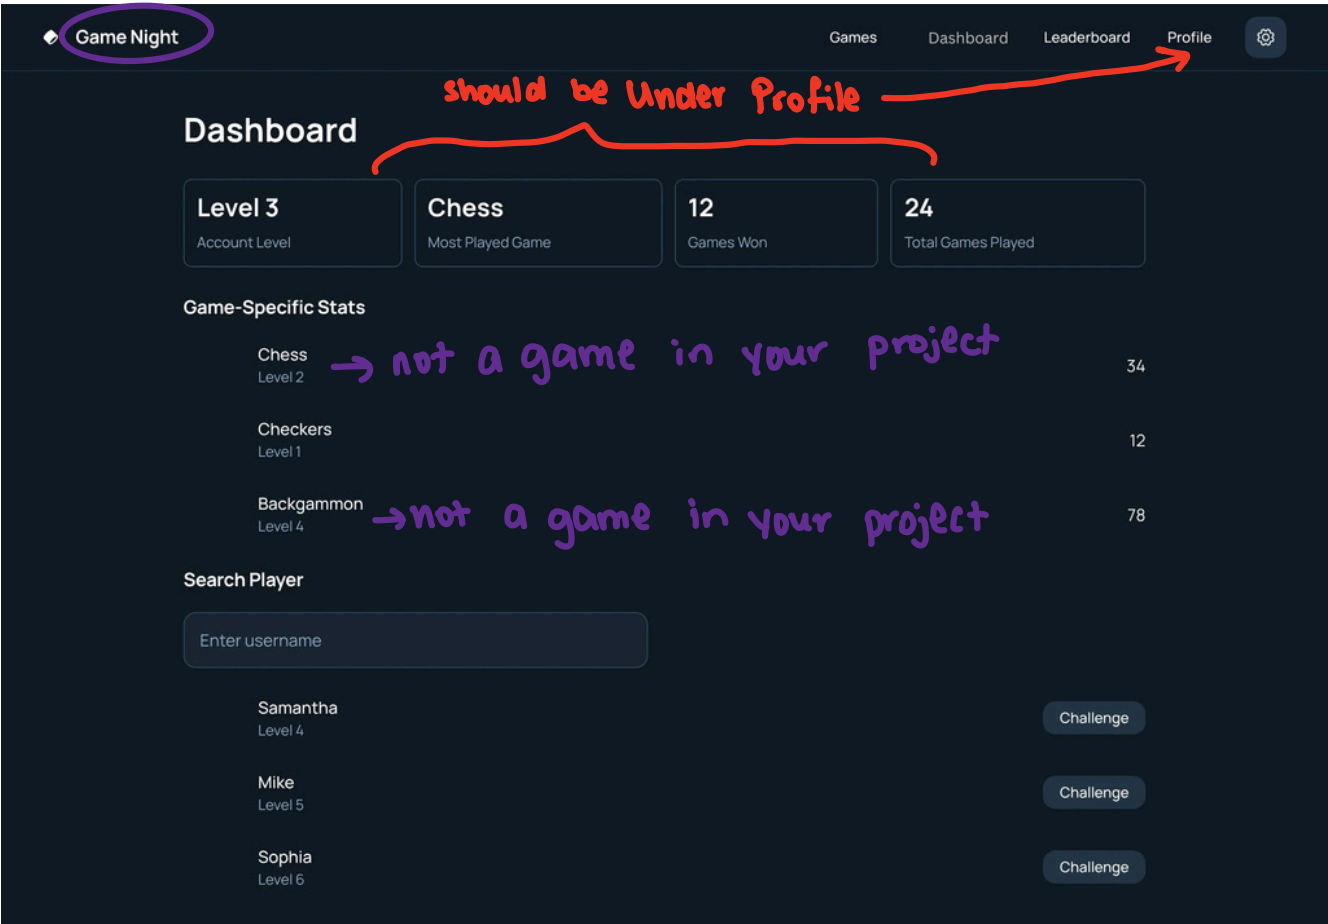 Game Night Games Dashboard Leaderboard Profile
should be Under Profile
Dashboard
Level 3 Chess 12 24
Account Level Most Played Game Games Won Total Games Played
Game-Specific Stats
Chess
Level 2 34
not a game in your project
Checkers
Level 1 12
Backgammon
Level 4 78
not a game in your project
Search Player
Enter username
Samantha
Level 4 Challenge
Mike
Level 5 Challenge
Sophia
Level 6 Challenge